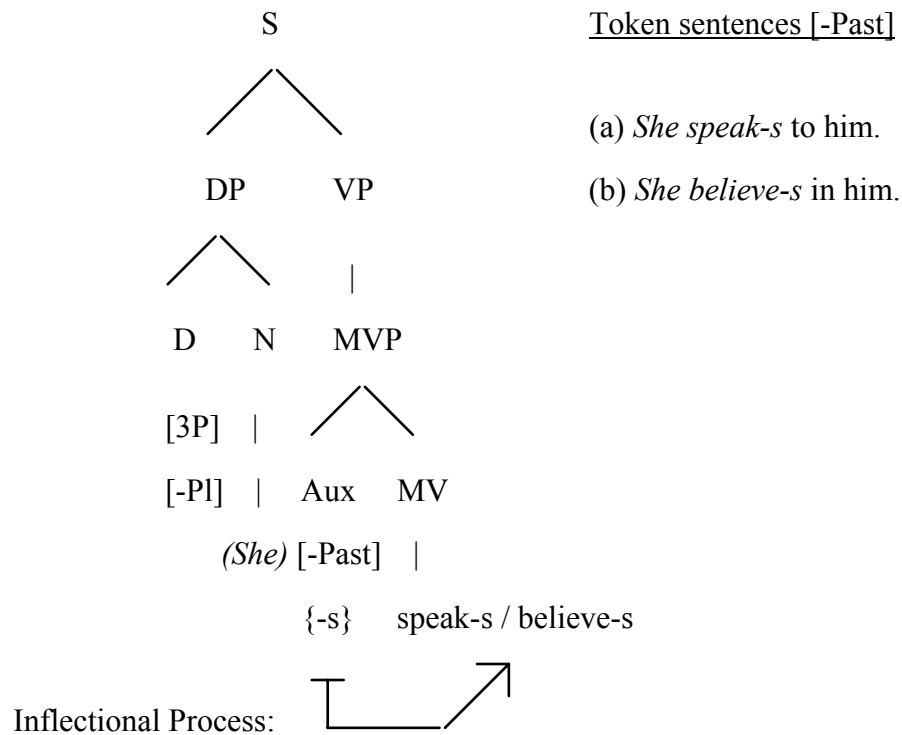 S Token sentences [-Past]
(a) She speak-s to him.
DP VP (b) She believe-s in him.
|
D N MVP
[3P] |
[-Pl] | Aux MV
(She) [-Past] |
{-s} speak-s / believe-s
Inflectional Process: